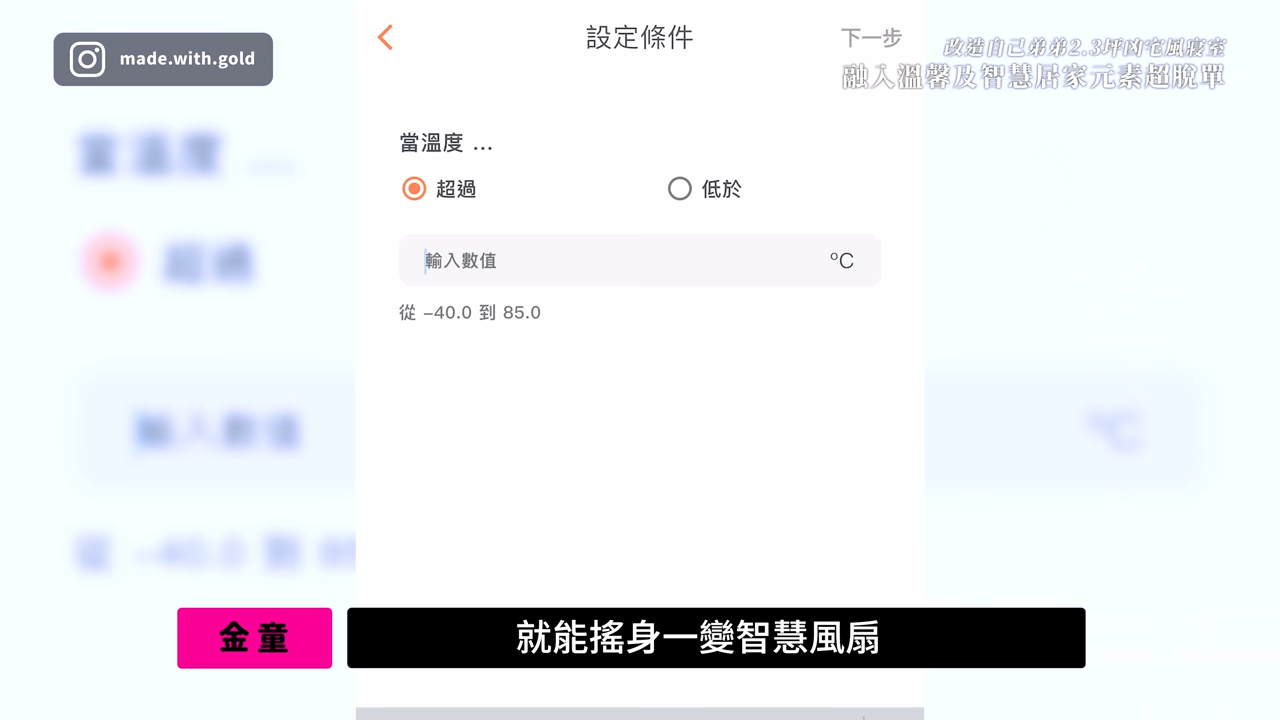 made.with.gold
設定條件
下一步
改造自己弟弟2.3坪凶宅風寢室
融入溫馨及智慧居家元素超脫單
當溫度 ...
超過
低於
輸入數值
°C
從 –40.0 到 85.0
金童
就能搖身一變智慧風扇